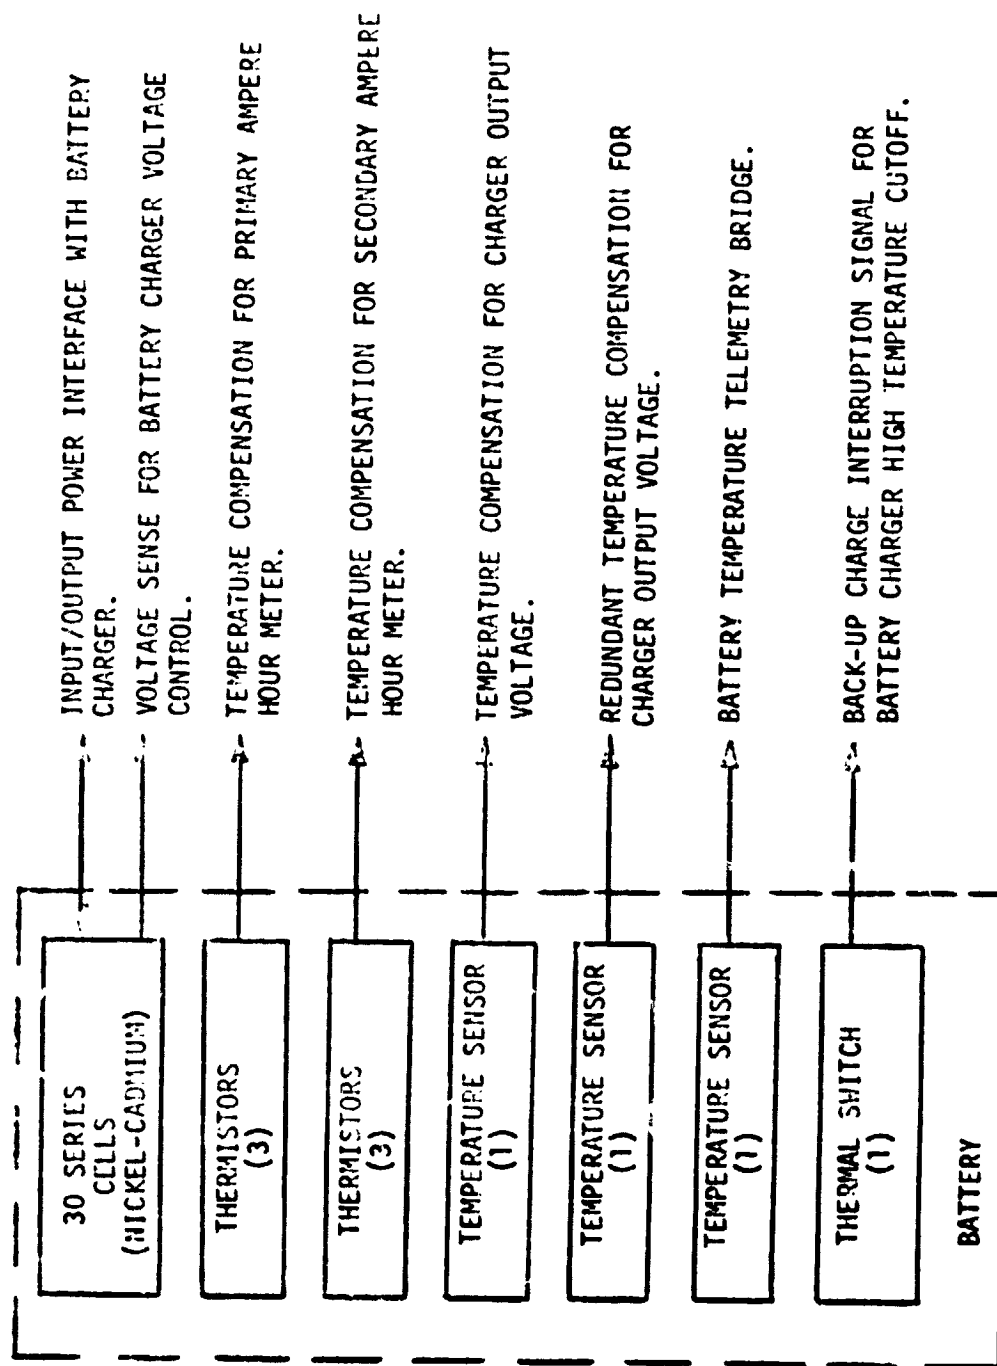 30 SERIES
CELLS
(NICKEL-CADMIUM)
INPUT/OUTPUT POWER INTERFACE WITH BATTERY
CHARGER.
VOLTAGE SENSE FOR BATTERY CHARGER VOLTAGE
CONTROL.
THERMISTORS
(3)
TEMPERATURE COMPENSATION FOR PRIMARY AMPERE
HOUR METER.
THERMISTORS
(3)
TEMPERATURE COMPENSATION FOR SECONDARY AMPERE
HOUR METER.
TEMPERATURE SENSOR
(1)
TEMPERATURE COMPENSATION FOR CHARGER OUTPUT
VOLTAGE.
TEMPERATURE SENSOR
(1)
REDUNDANT TEMPERATURE COMPENSATION FOR
CHARGER OUTPUT VOLTAGE.
TEMPERATURE SENSOR
(1)
BATTERY TEMPERATURE TELEMETRY BRIDGE.
THERMAL SWITCH
(1)
BACK-UP CHARGE INTERRUPTION SIGNAL FOR
BATTERY CHARGER HIGH TEMPERATURE CUTOFF.
BATTERY